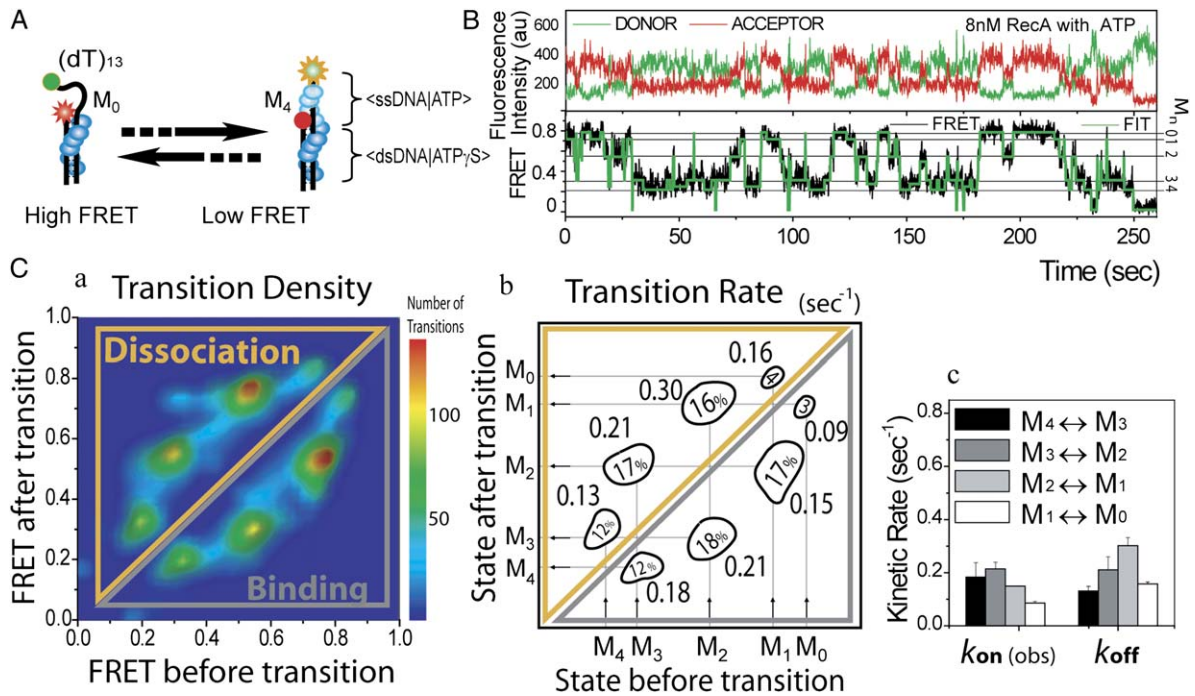 A
(dT)13
M0
M4
<ssDNA|ATP>
<dsDNA|ATPγS>
High FRET
Low FRET
B
Fluorescence
Intensity (au)
600
400
200
DONOR
ACCEPTOR
8nM RecA with ATP
FRET
0.8
0.4
0
FRET
FIT
Mn
0
1
2
3
4
0
50
100
150
200
250
Time (sec)
C
a
Transition Density
Number of
Transitions
100
50
Dissociation
Binding
FRET after transition
1.0
0.8
0.6
0.4
0.2
0.0
0.2
0.4
0.6
0.8
1.0
FRET before transition
b
Transition Rate
(sec-1)
State after transition
M0
M1
M2
M3
M4
0.16
4
0.30
16%
3
0.09
0.21
17%
17%
0.15
0.13
12%
18%
0.21
12%
0.18
M4
M3
M2
M1
M0
State before transition
c
Kinetic Rate (sec-1)
0.8
0.6
0.4
0.2
0.0
M4 ↔ M3
M3 ↔ M2
M2 ↔ M1
M1 ↔ M0
kon (obs)
koff